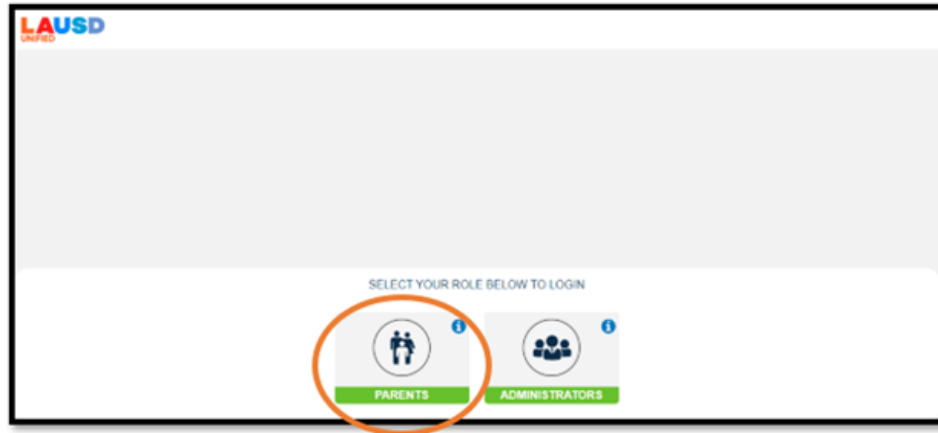 LAUSD
UNIFIED
SELECT YOUR ROLE BELOW TO LOGIN
PARENTS
ADMINISTRATORS